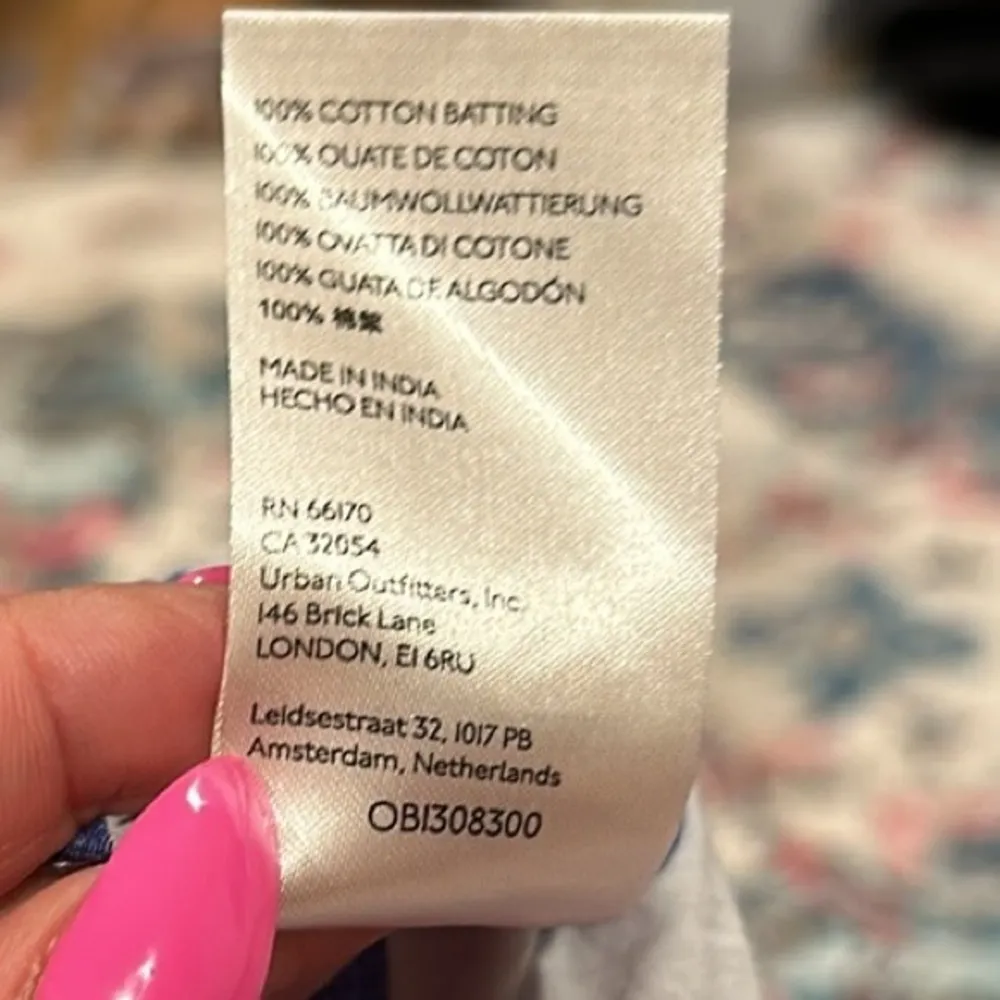 100% COTTON BATTING
100% OUATE DE COTON
100% BAUMWOLLWATTIERUNG
100% OVATTA DI COTONE
100% GUATA DE ALGODÓN
100% 棉絮
MADE IN INDIA
HECHO EN INDIA
RN 66170
CA 32054
Urban Outfitters, Inc.
146 Brick Lane
LONDON, E1 6RU
Leidsestraat 32, 1017 PB
Amsterdam, Netherlands
OB1308300